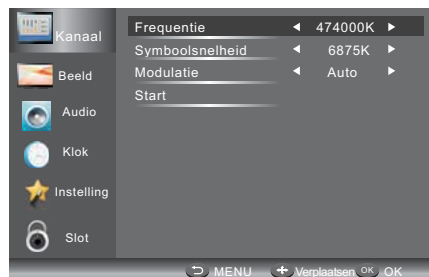 Kanaal
Beeld
Audio
Klok
Instelling
Slot
Frequentie 474000K
Symboolsnelheid 6875K
Modulatie Auto
Start
MENU Verplaatsen OK OK